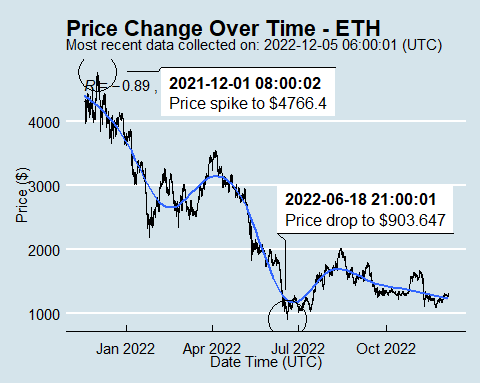 Price Change Over Time - ETH
Most recent data collected on: 2022-12-05 06:00:01 (UTC)
−0.89 ,
2021-12-01 08:00:02
Price spike to $4766.4
2022-06-18 21:00:01
Price drop to $903.647
Price ($)
4000
3000
2000
1000
Jan 2022
Apr 2022
Jul 2022
Oct 2022
Date Time (UTC)